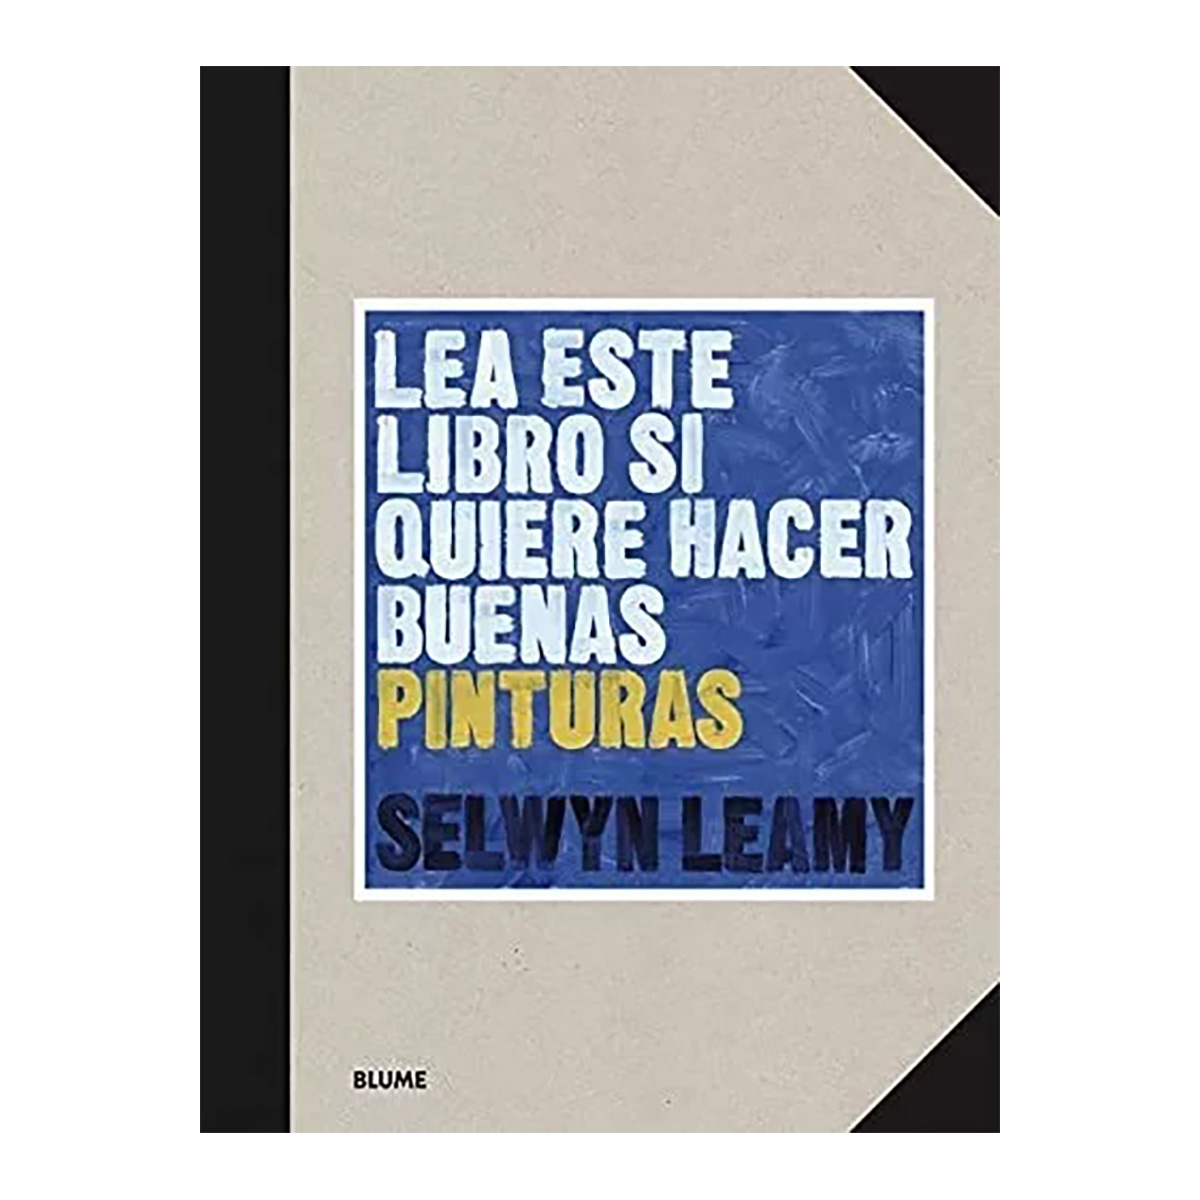 LEA ESTE
LIBRO SI
QUIERE HACER
BUENAS
PINTURAS
SELWYN LEAMY
BLUME